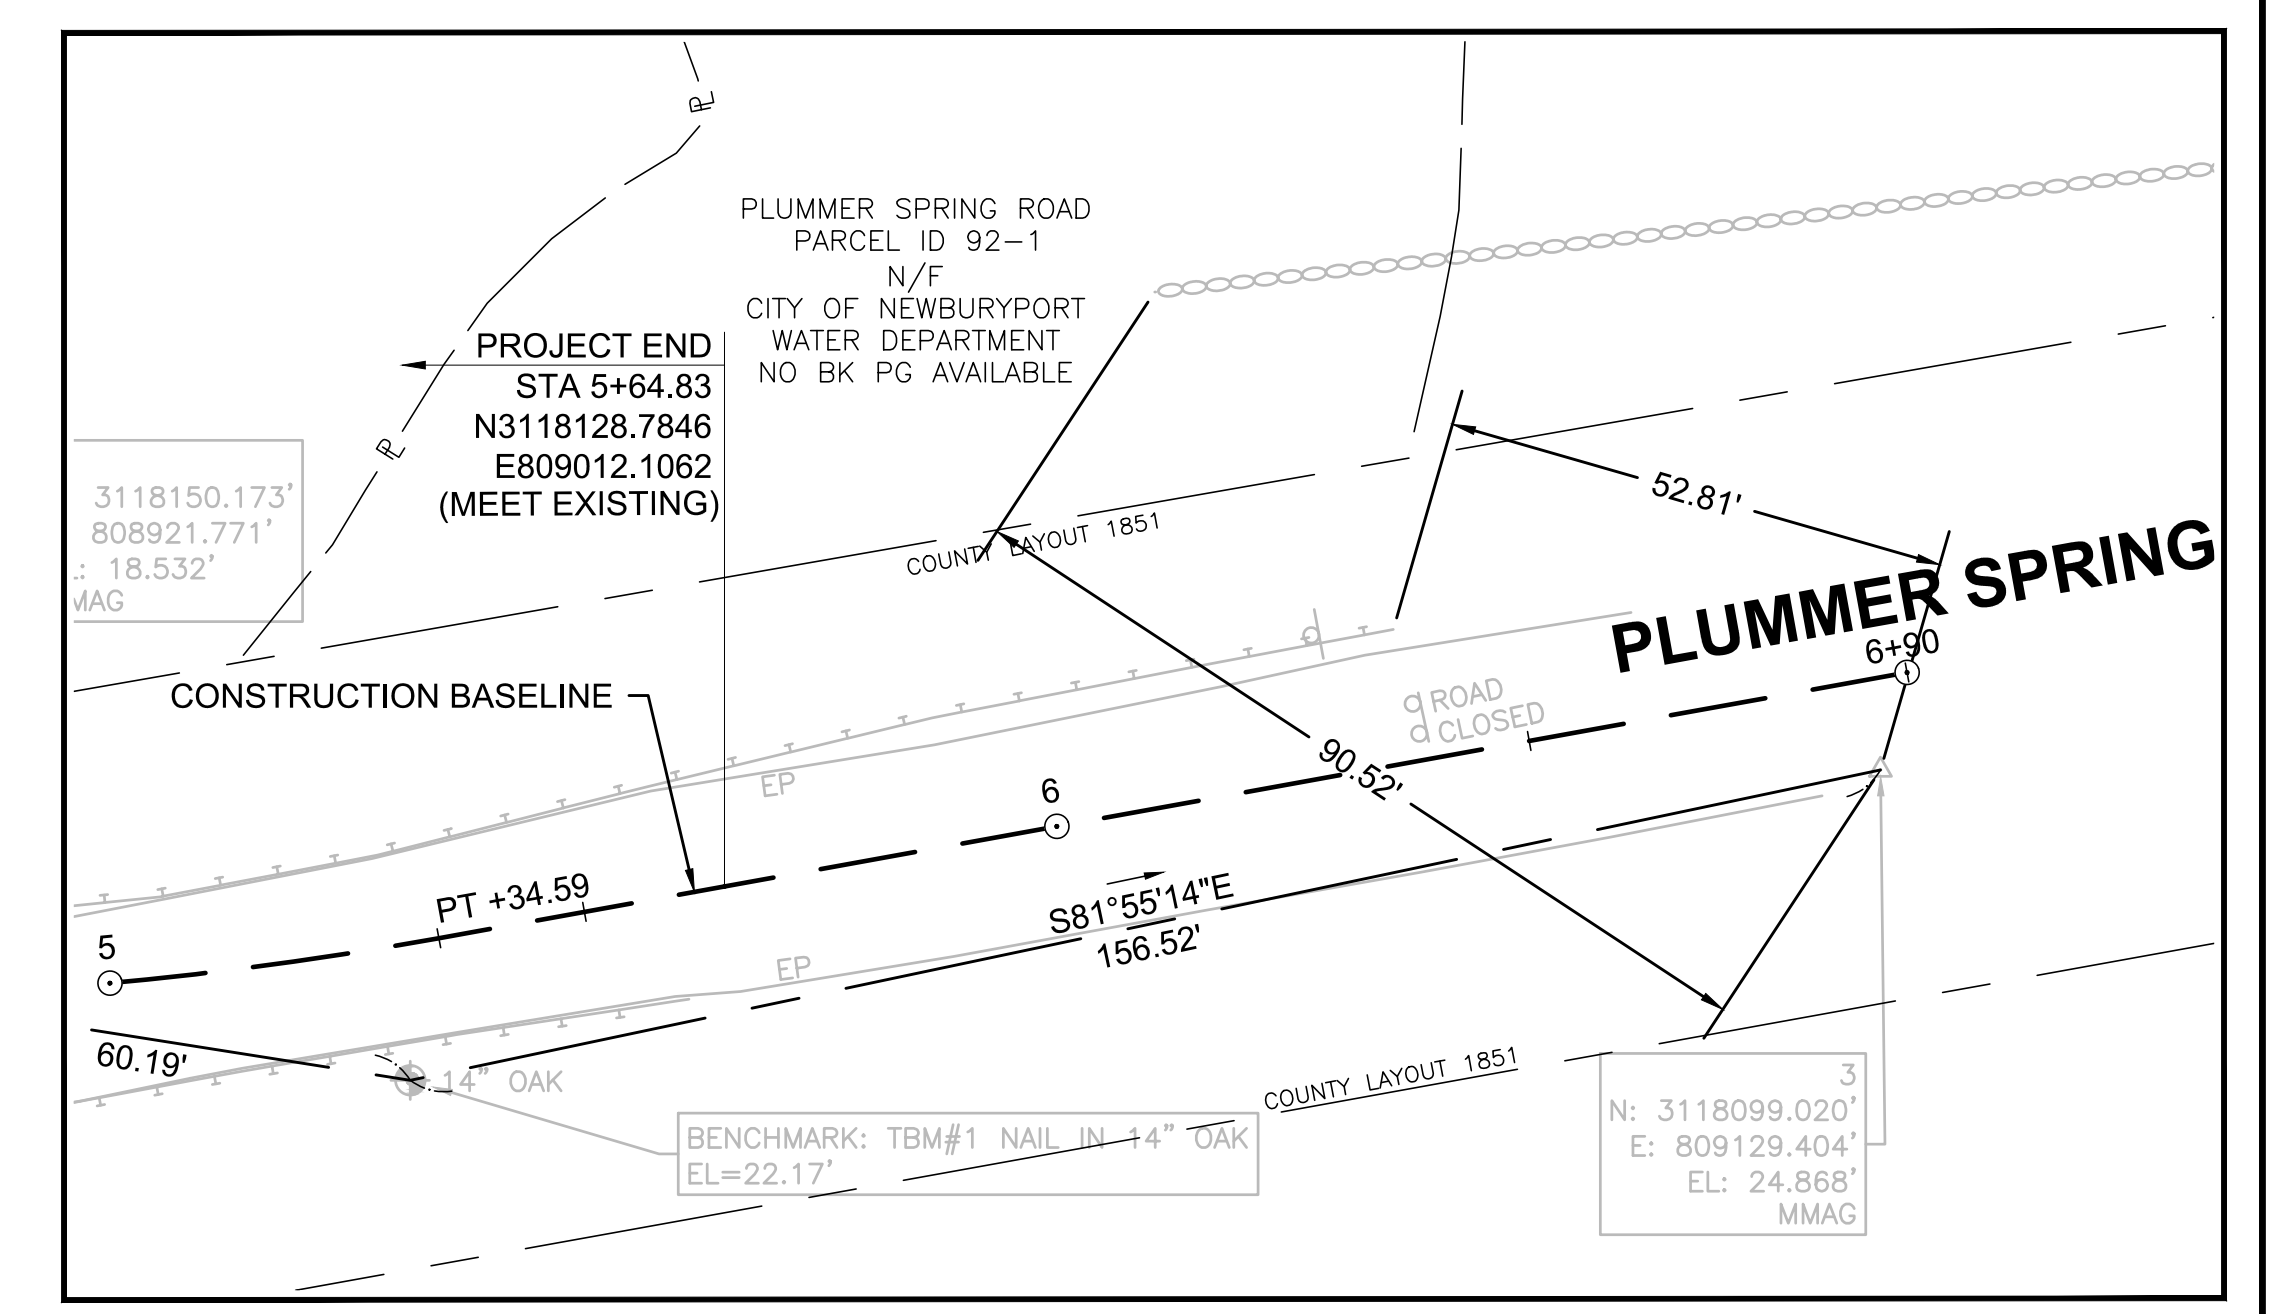 PLUMMER SPRING ROAD
PARCEL ID 92-1
N/F
CITY OF NEWBURYPORT
WATER DEPARTMENT
NO BK PG AVAILABLE
PROJECT END
STA 5+64.83
N3118128.7846
E809012.1062
(MEET EXISTING)
3118150.173'
808921.771'
.: 18.532'
MAG
PL
PL
COUNTY LAYOUT 1851
52.81'
PLUMMER SPRING
6+90
CONSTRUCTION BASELINE
ROAD
CLOSED
90.52'
EP
6
PT +34.59
S81°55'14"E
156.52'
5
EP
60.19'
14" OAK
COUNTY LAYOUT 1851
BENCHMARK: TBM#1 NAIL IN 14" OAK
EL=22.17'
3
N: 3118099.020'
E: 809129.404'
EL: 24.868'
MMAG